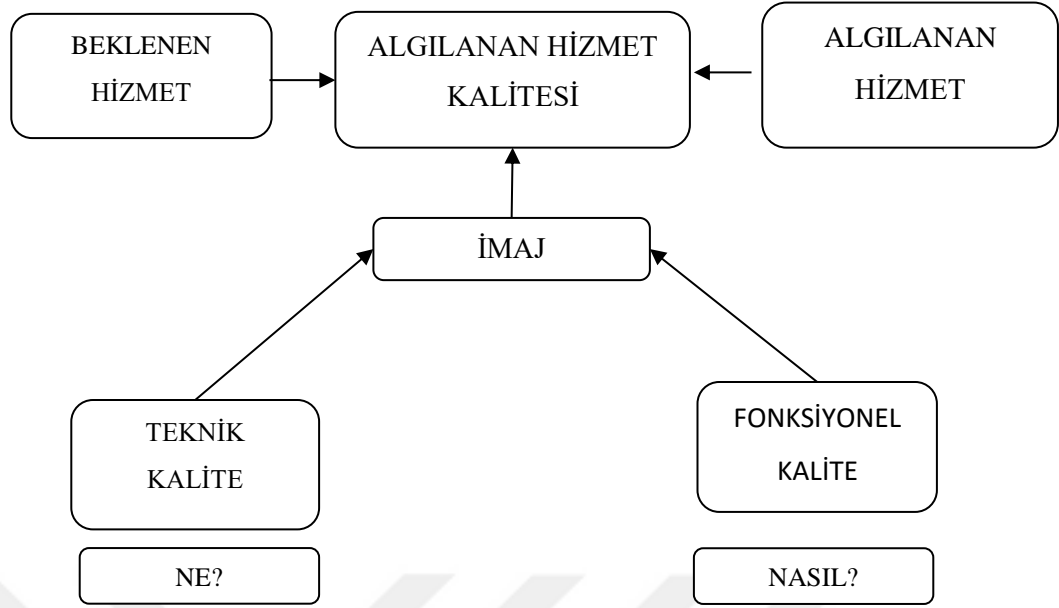 BEKLENEN
HİZMET
ALGILANAN HİZMET
KALİTESİ
ALGILANAN
HİZMET
İMAJ
TEKNİK
KALİTE
FONKSİYONEL
KALİTE
NE?
NASIL?